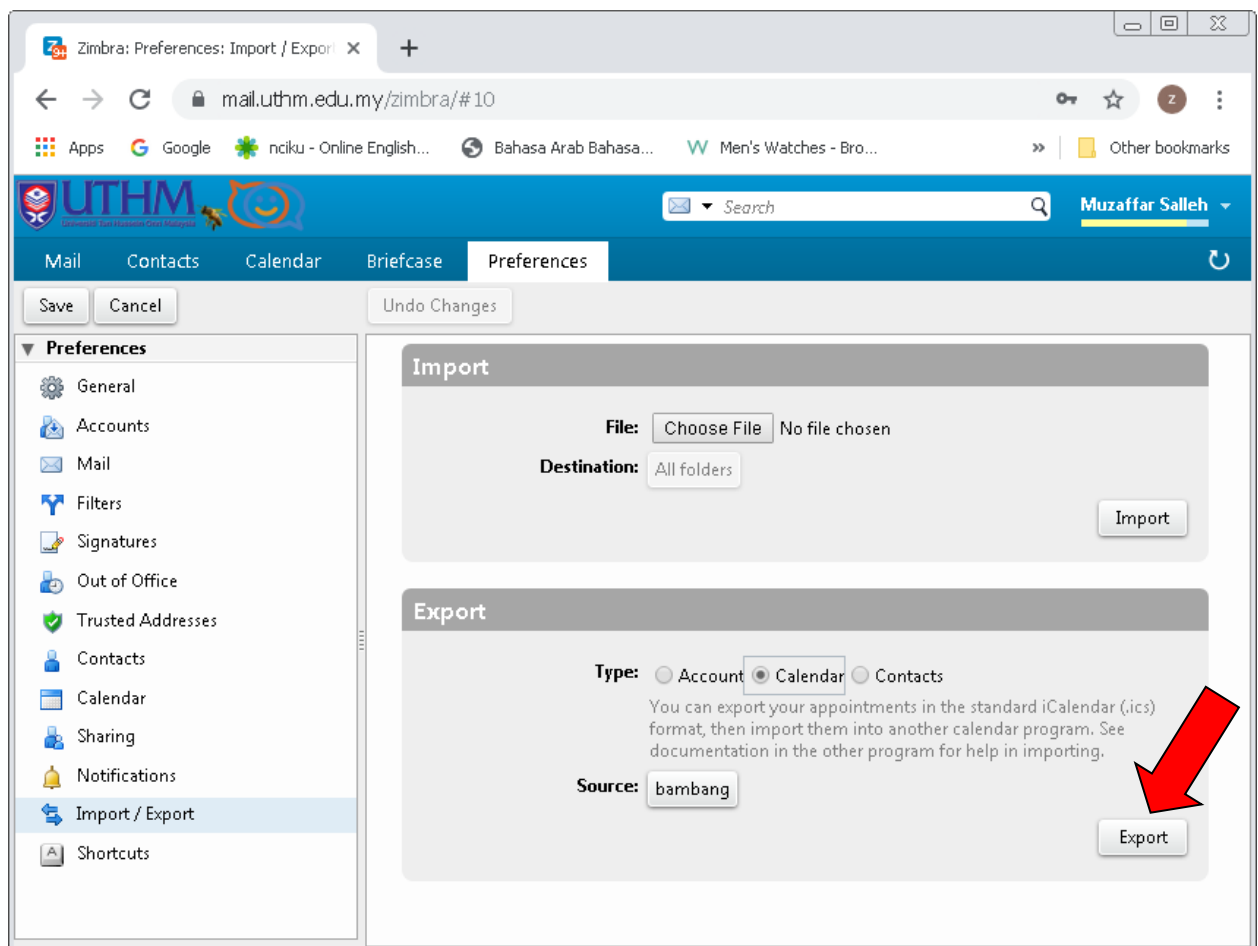 Zimbra: Preferences: Import / Expor
mail.uthm.edu.my/zimbra/#10
Z
Apps Google nciku - Online English... Bahasa Arab Bahasa... Men's Watches - Bro... » Other bookmarks
UTHM Search Muzaffar Salleh
Universiti Tun Hussein Onn Malaysia
Mail Contacts Calendar Briefcase Preferences
Save Cancel Undo Changes
Preferences
General
Accounts
Mail
Filters
Signatures
Out of Office
Trusted Addresses
Contacts
Calendar
Sharing
Notifications
Import / Export
Shortcuts
Import
File: Choose File No file chosen
Destination: All folders
Import
Export
Type: Account Calendar Contacts
You can export your appointments in the standard iCalendar (.ics)
format, then import them into another calendar program. See
documentation in the other program for help in importing.
Source: bambang
Export